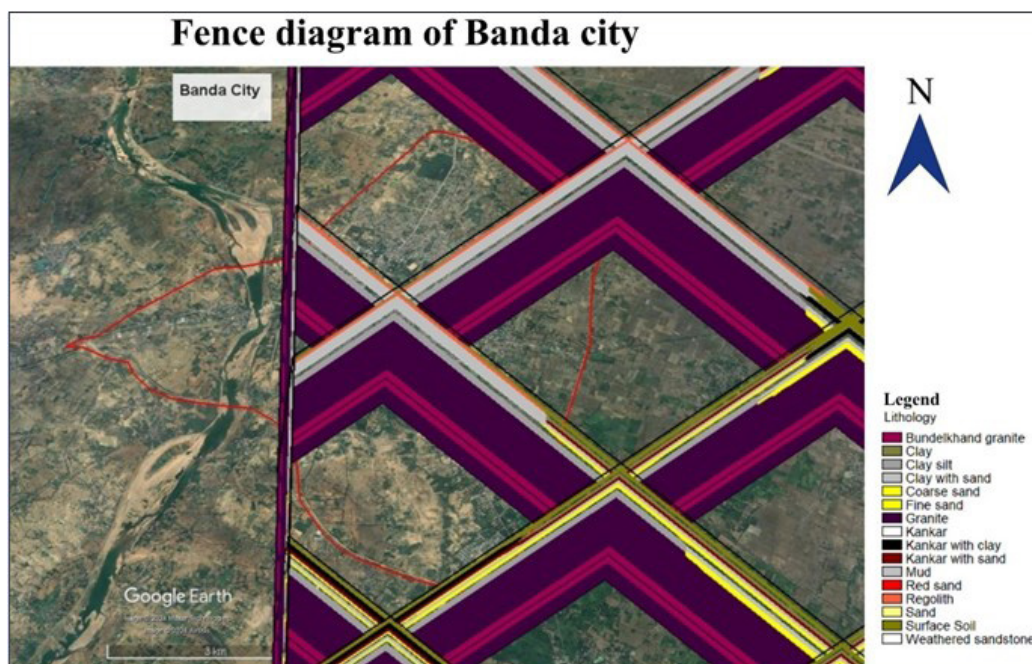 Fence diagram of Banda city
Banda City
N
Legend
Lithology
Bundelkhand granite
Clay
Clay silt
Clay with sand
Coarse sand
Fine sand
Granite
Kankar
Kankar with clay
Kankar with sand
Mud
Red sand
Regolith
Sand
Surface Soil
Weathered sandstone
Google Earth
3 km